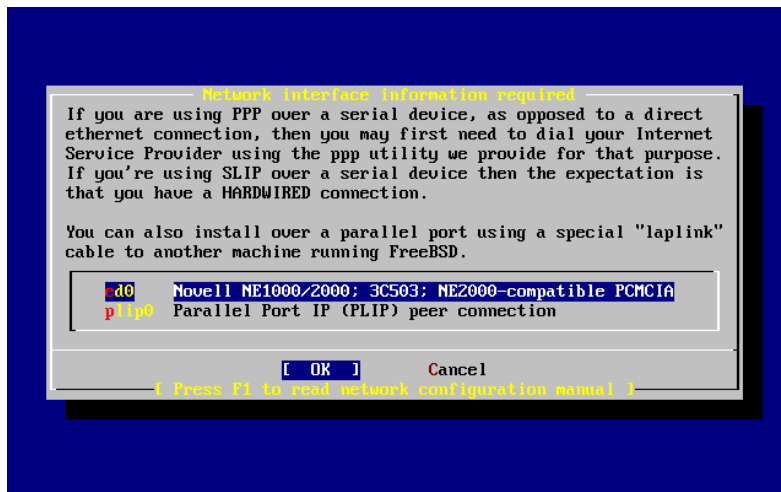 Network interface information required
If you are using PPP over a serial device, as opposed to a direct
ethernet connection, then you may first need to dial your Internet
Service Provider using the ppp utility we provide for that purpose.
If you're using SLIP over a serial device then the expectation is
that you have a HARDWIRED connection.
You can also install over a parallel port using a special "laplink"
cable to another machine running FreeBSD.
ed0 Novell NE1000/2000; 3C503; NE2000-compatible PCMCIA
plip0 Parallel Port IP (PLIP) peer connection
[ OK ] Cancel
[ Press F1 to read network configuration manual ]